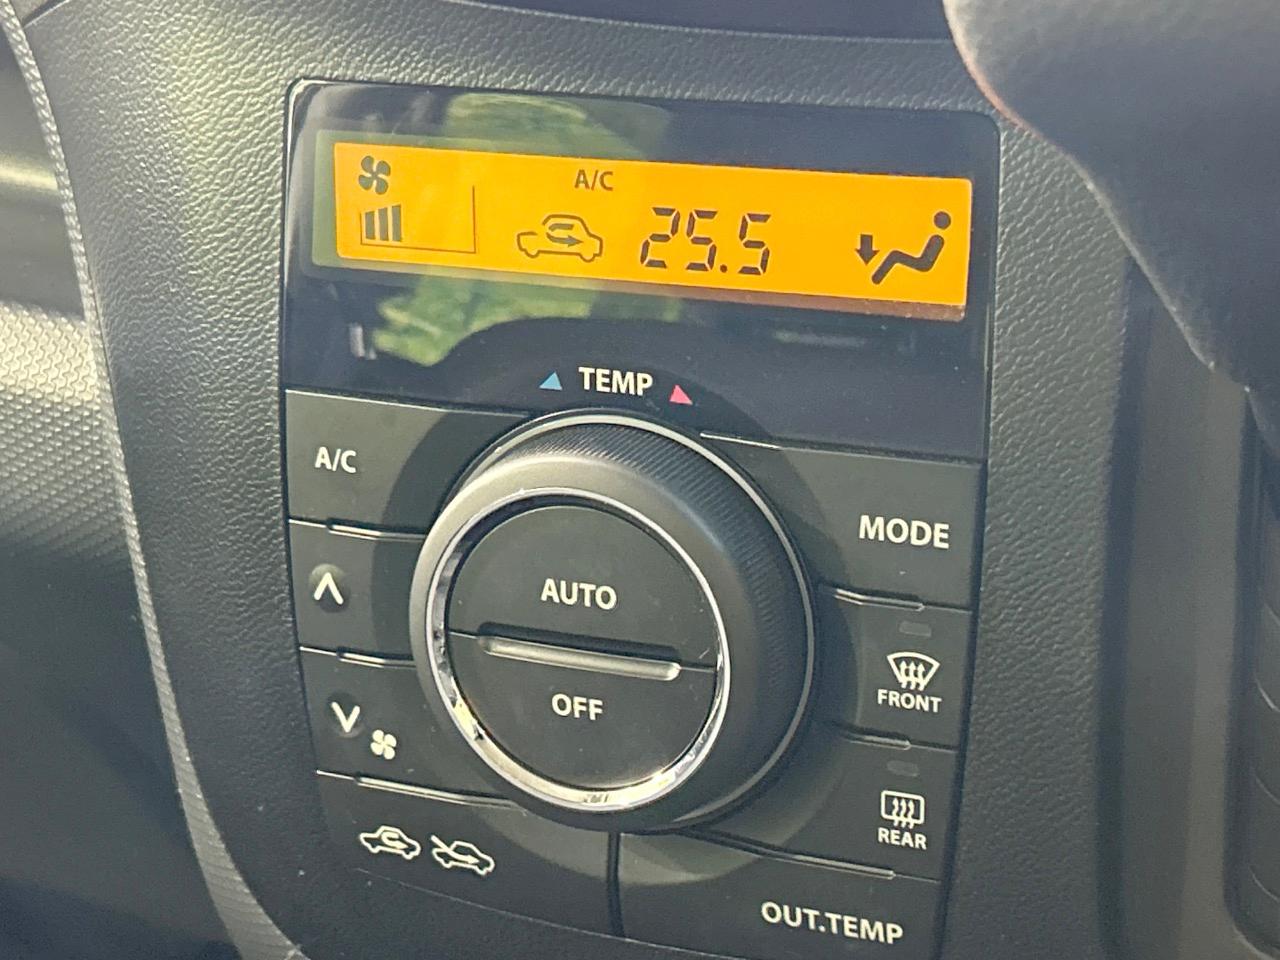 A/C
25.5
TEMP
A/C
MODE
AUTO
OFF
FRONT
REAR
OUT.TEMP